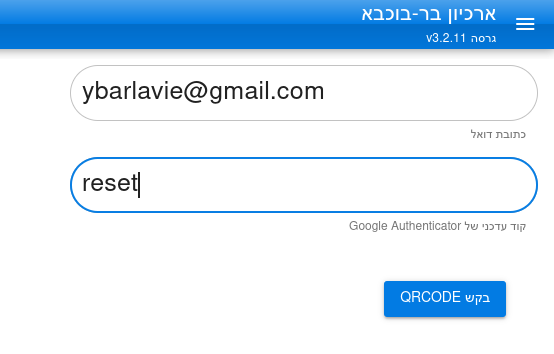 ארכיון בר-בוכבא
גרסה v3.2.11
ybarlavie@gmail.com
כתובת דואל
reset
קוד עדכני של Google Authenticator
בקש QRCODE